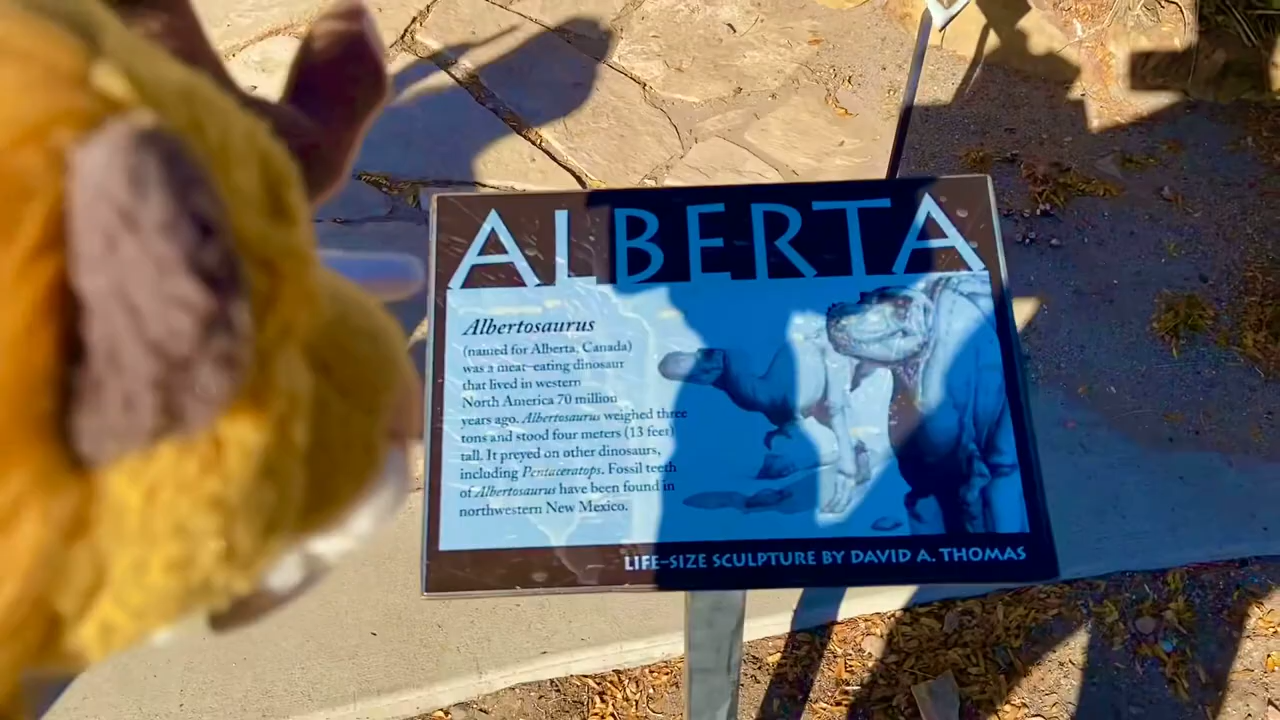 ALBERTA
Albertosaurus
(named for Alberta, Canada)
was a meat-eating dinosaur
that lived in western
North America 70 million
years ago. Albertosaurus weighed three
tons and stood four meters (13 feet)
tall. It preyed on other dinosaurs,
including Pentaceratops. Fossil teeth
of Albertosaurus have been found in
northwestern New Mexico.
LIFE-SIZE SCULPTURE BY DAVID A. THOMAS